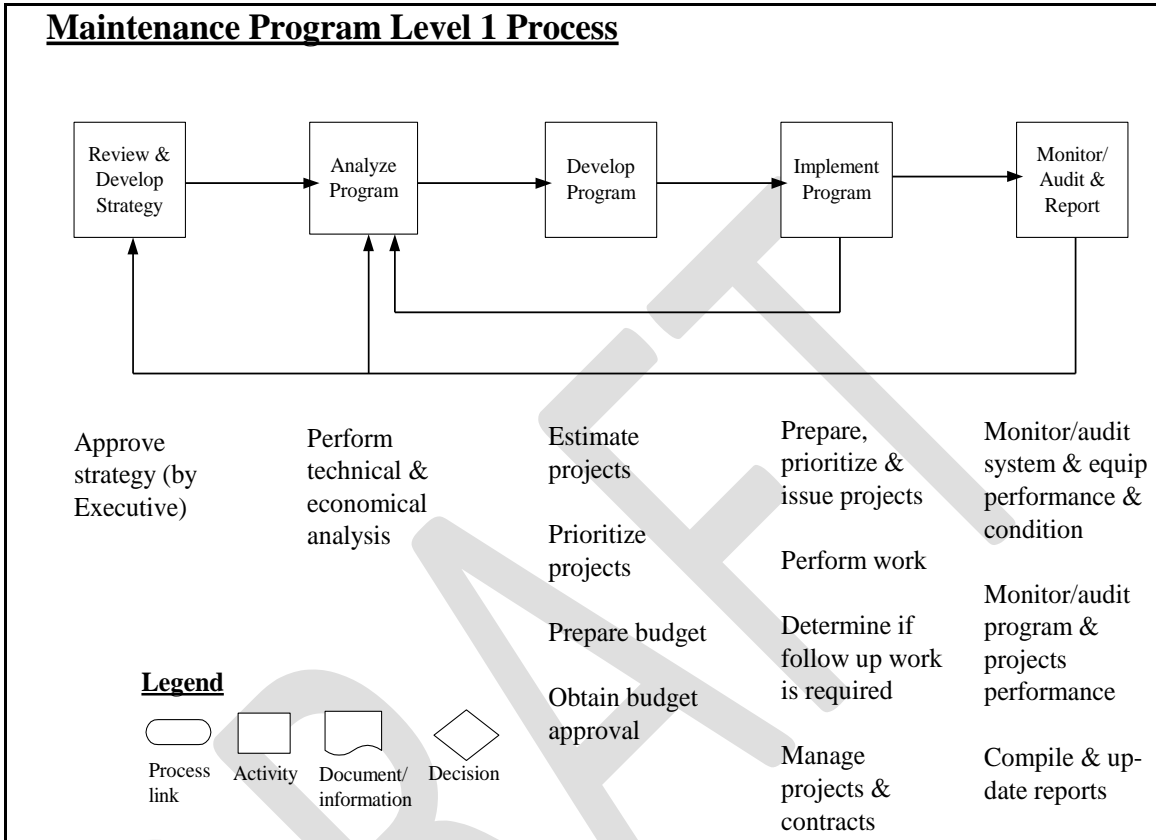 Maintenance Program Level 1 Process
Review &
Develop
Strategy
Analyze
Program
Develop
Program
Implement
Program
Monitor/
Audit &
Report
Approve
strategy (by
Executive)
Perform
technical &
economical
analysis
Estimate
projects
Prioritize
projects
Prepare budget
Obtain budget
approval
Prepare,
prioritize &
issue projects
Perform work
Determine if
follow up work
is required
Manage
projects &
contracts
Monitor/audit
system & equip
performance &
condition
Monitor/audit
program &
projects
performance
Compile & up-
date reports
Legend
Process
link
Activity
Document/
information
Decision
DRAFT